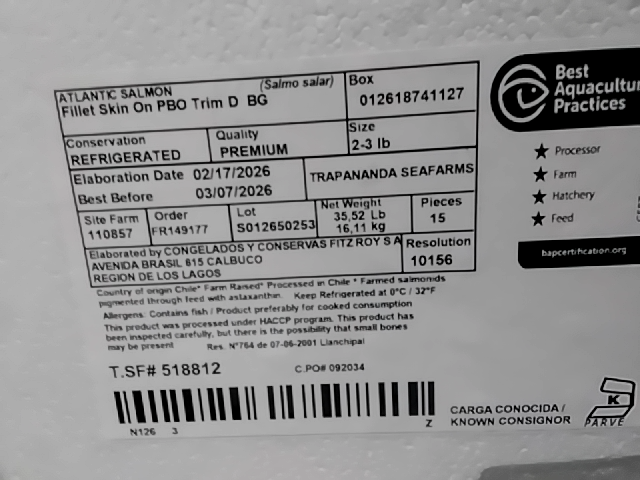 ATLANTIC SALMON (Salmo salar)
Fillet Skin On PBO Trim D BG
Box
012618741127
Conservation
REFRIGERATED
Quality
PREMIUM
Size
2-3 lb
Elaboration Date 02/17/2026
Best Before 03/07/2026
TRAPANANDA SEAFARMS
Site Farm
110857
Order
FR149177
Lot
S012650253
Net Weight
35,52 Lb
16,11 kg
Pieces
15
Elaborated by CONGELADOS Y CONSERVAS FITZ ROY S A
AVENIDA BRASIL 615 CALBUCO
REGION DE LOS LAGOS
Resolution
10156
Country of origin Chile* Farm Raised* Processed in Chile * Farmed salmonids
pigmented through feed with astaxanthin. Keep Refrigerated at 0°C / 32°F
Allergens: Contains fish / Product preferably for cooked consumption
This product was processed under HACCP program. This product has
been inspected carefully, but there is the possibility that small bones
may be present Res. N°764 de 07-06-2001 Llanchipal
T.SF# 518812 C.PO# 092034
N126 3 Z
CARGA CONOCIDA /
KNOWN CONSIGNOR
K
PARVE
Best
Aquacultur
Practices
Processor
Farm
Hatchery
Feed
bapcertification.org